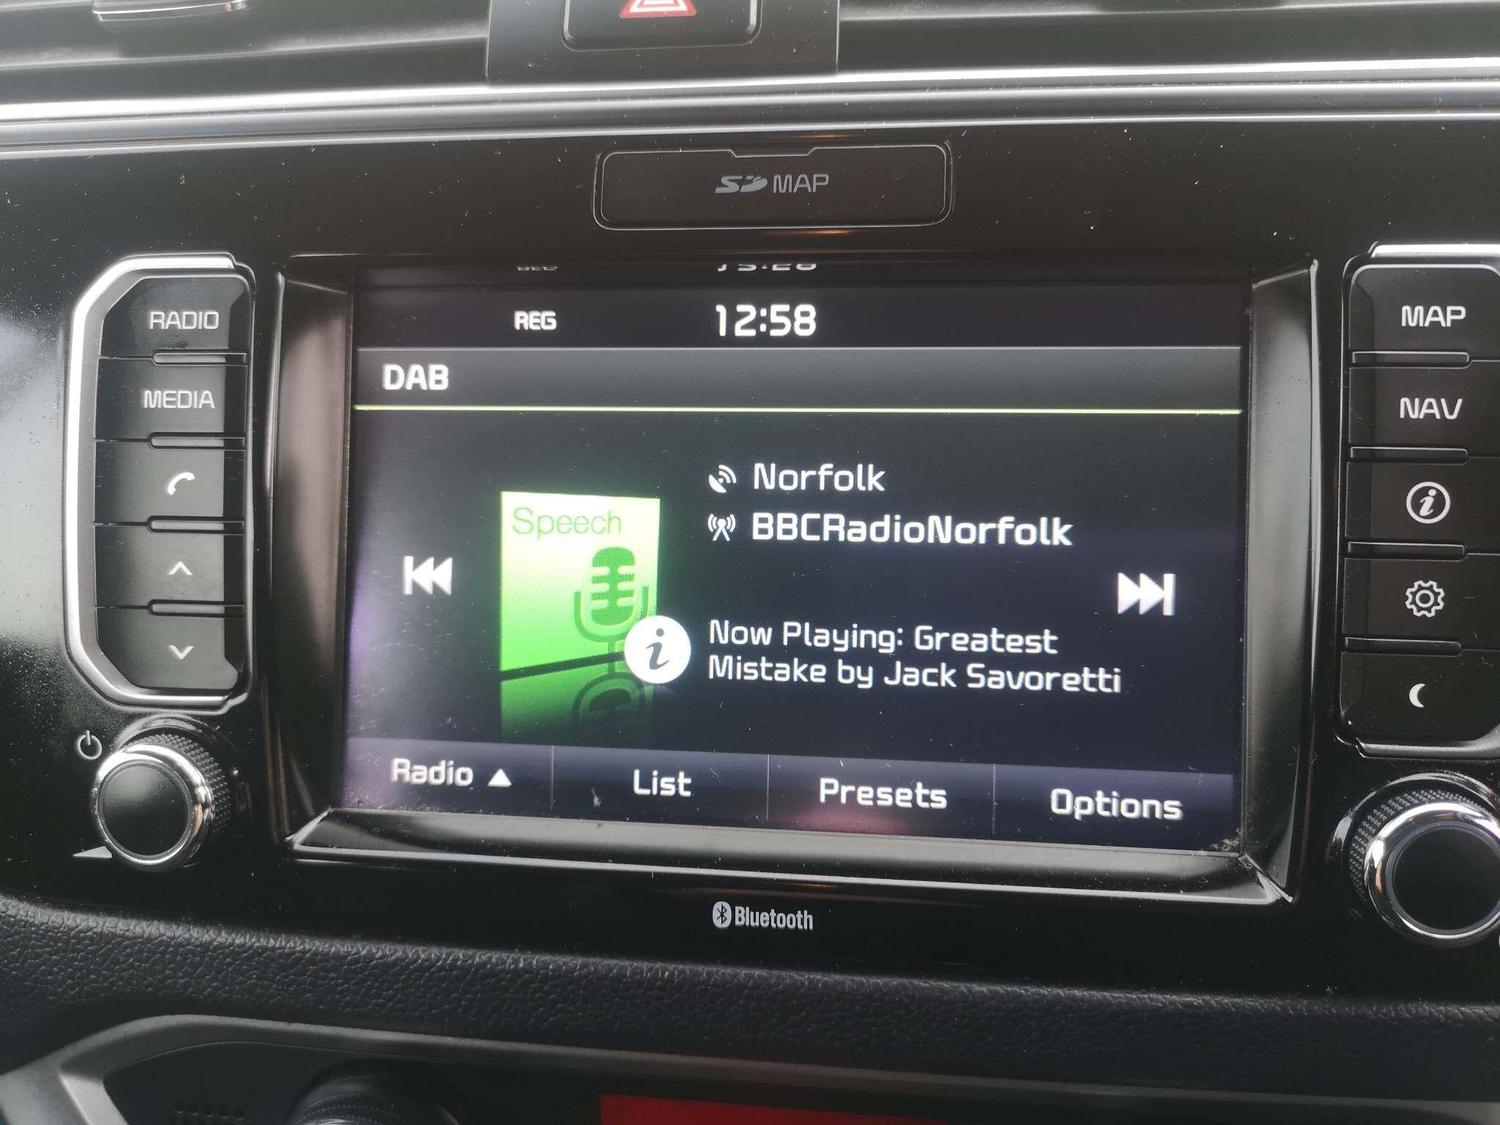 SD MAP
RADIO
MEDIA
REG
12:58
DAB
Norfolk
BBCRadioNorfolk
Speech
Now Playing: Greatest
Mistake by Jack Savoretti
Radio ▲
List
Presets
Options
MAP
NAV
Bluetooth